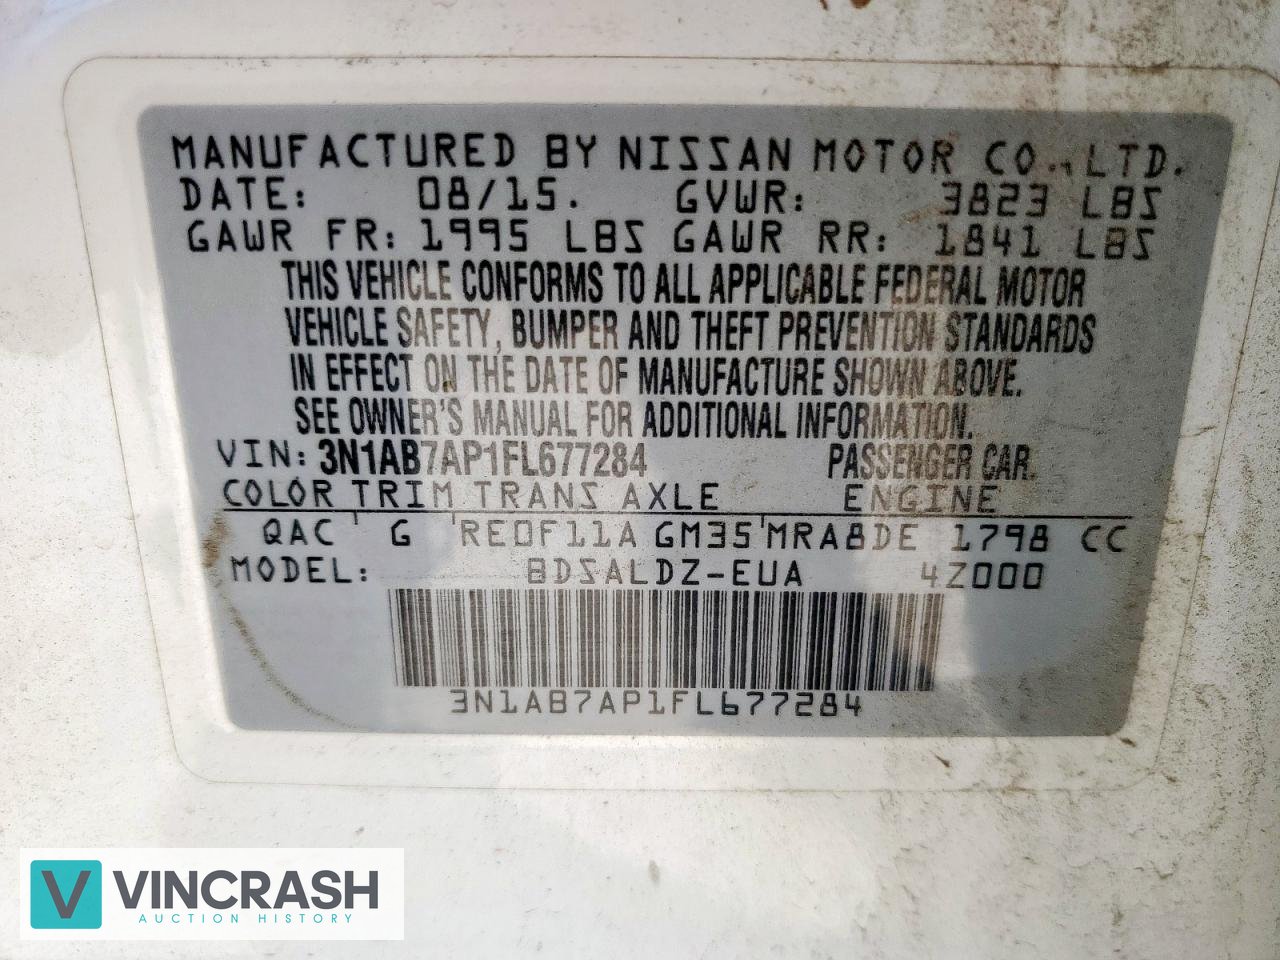 MANUFACTURED BY NISSAN MOTOR CO., LTD.
DATE: 08/15. GVWR: 3823 LBS
GAWR FR: 1995 LBS GAWR RR: 1841 LBS
THIS VEHICLE CONFORMS TO ALL APPLICABLE FEDERAL MOTOR
VEHICLE SAFETY, BUMPER AND THEFT PREVENTION STANDARDS
IN EFFECT ON THE DATE OF MANUFACTURE SHOWN ABOVE.
SEE OWNER'S MANUAL FOR ADDITIONAL INFORMATION.
VIN: 3N1AB7AP1FL677284 PASSENGER CAR.
COLOR TRIM TRANS AXLE ENGINE
QAC G RE0F11A GM35 MRA8DE 1798 CC
MODEL: BDSALDZ-EUA 4Z000
3N1AB7AP1FL677284
V VINCRASH
AUCTION HISTORY